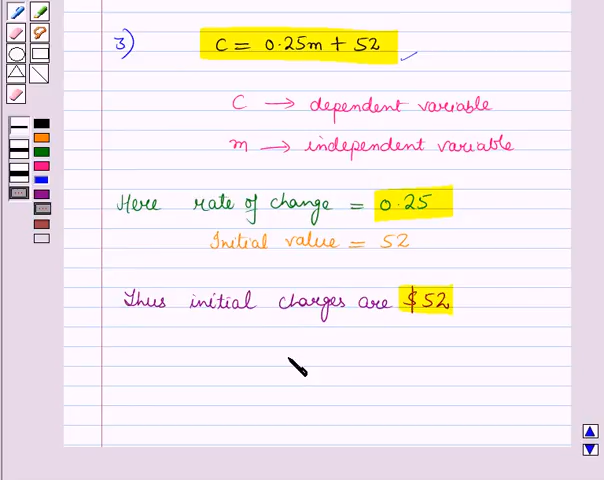 3) C = 0.25m + 52
C → dependent variable
m → independent variable
Here rate of change = 0.25
Initial value = 52
Thus initial charges are $52